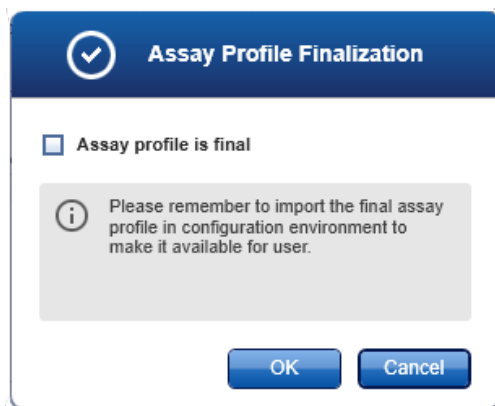 Assay Profile Finalization
Assay profile is final
Please remember to import the final assay
profile in configuration environment to
make it available for user.
OK Cancel